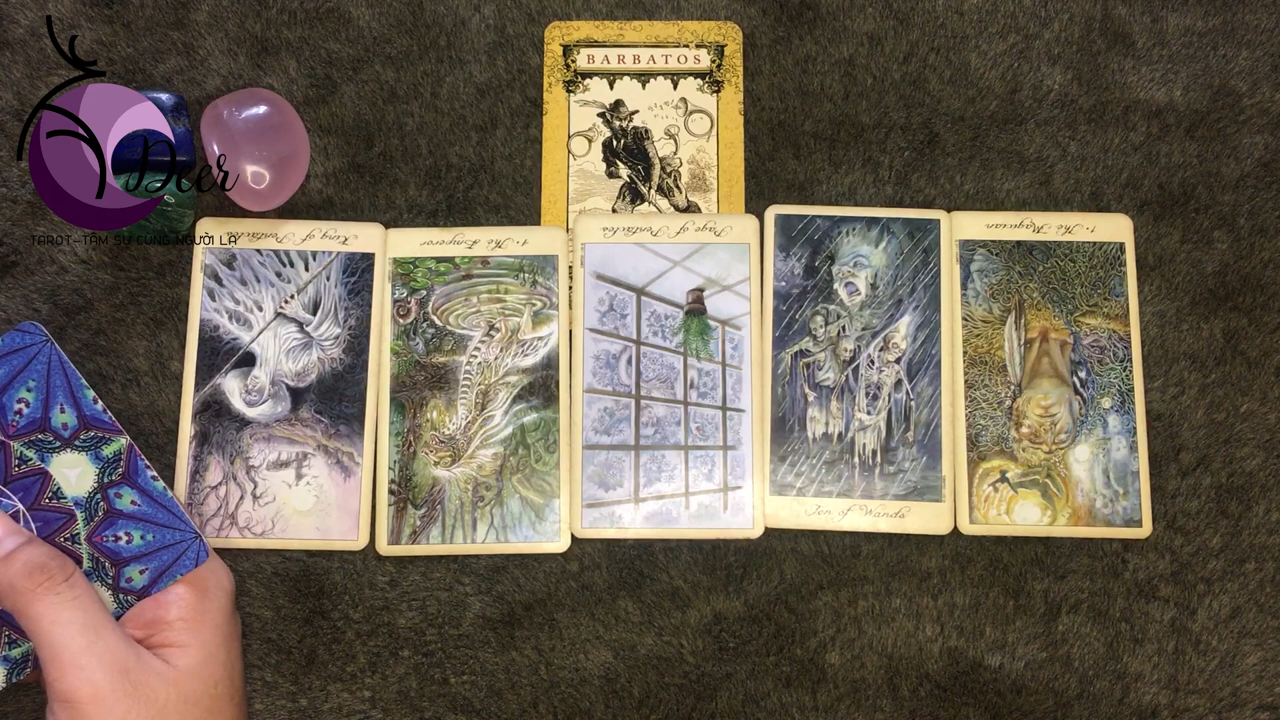 BARBATOS
Deer
TAROT-TÂM SỰ CÙNG NGƯỜI LẠ
King of Pentacles
4. The Emperor
Page of Pentacles
Ten of Wands
1. The Magician